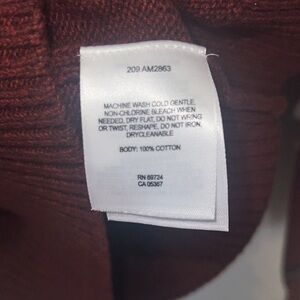 209 AM2863
MACHINE WASH COLD GENTLE,
NON-CHLORINE BLEACH WHEN
NEEDED, DRY FLAT, DO NOT WRING
OR TWIST, RESHAPE, DO NOT IRON,
DRYCLEANABLE
BODY: 100% COTTON
RN 69724
CA 05367